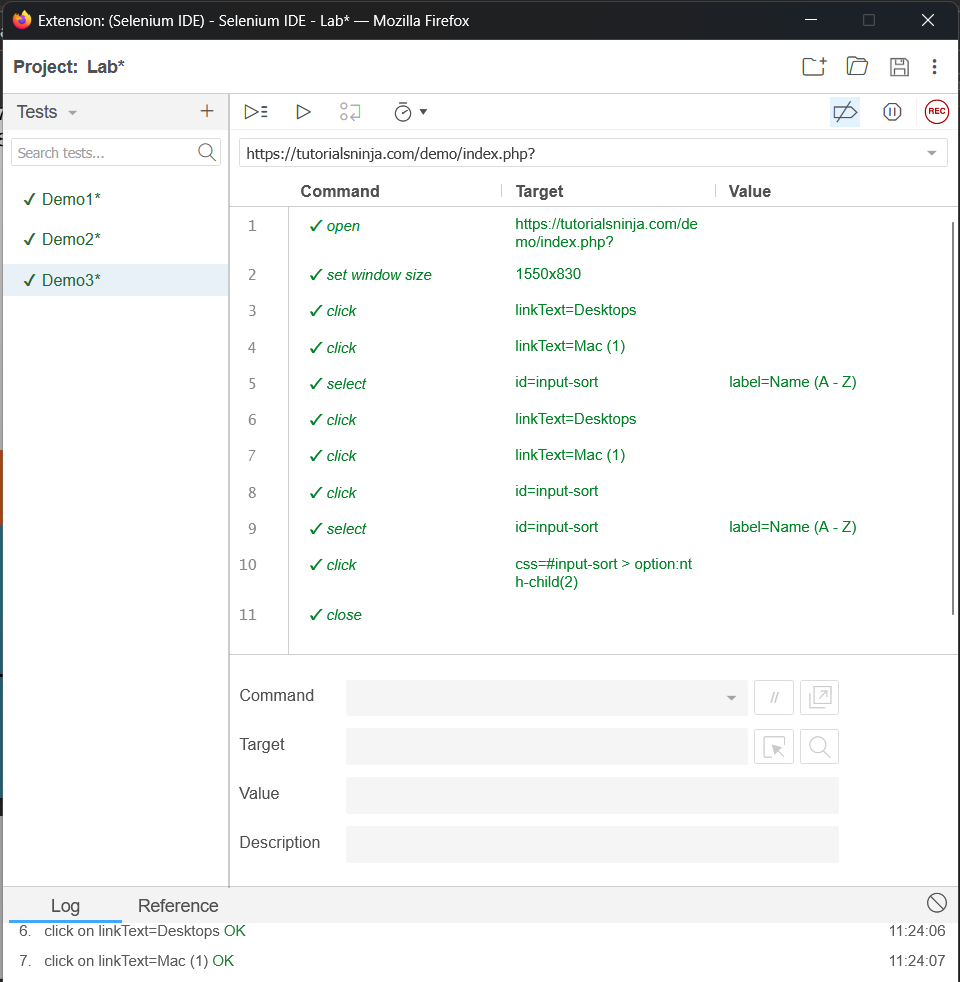 Extension: (Selenium IDE) - Selenium IDE - Lab* — Mozilla Firefox
Project: Lab*
Tests
Search tests...
✓ Demo1*
✓ Demo2*
✓ Demo3*
REC
https://tutorialsninja.com/demo/index.php?
Command Target Value
1 ✓ open https://tutorialsninja.com/de
mo/index.php?
2 ✓ set window size 1550x830
3 ✓ click linkText=Desktops
4 ✓ click linkText=Mac (1)
5 ✓ select id=input-sort label=Name (A - Z)
6 ✓ click linkText=Desktops
7 ✓ click linkText=Mac (1)
8 ✓ click id=input-sort
9 ✓ select id=input-sort label=Name (A - Z)
10 ✓ click css=#input-sort > option:nt
h-child(2)
11 ✓ close
Command //
Target
Value
Description
Log Reference
6. click on linkText=Desktops OK 11:24:06
7. click on linkText=Mac (1) OK 11:24:07